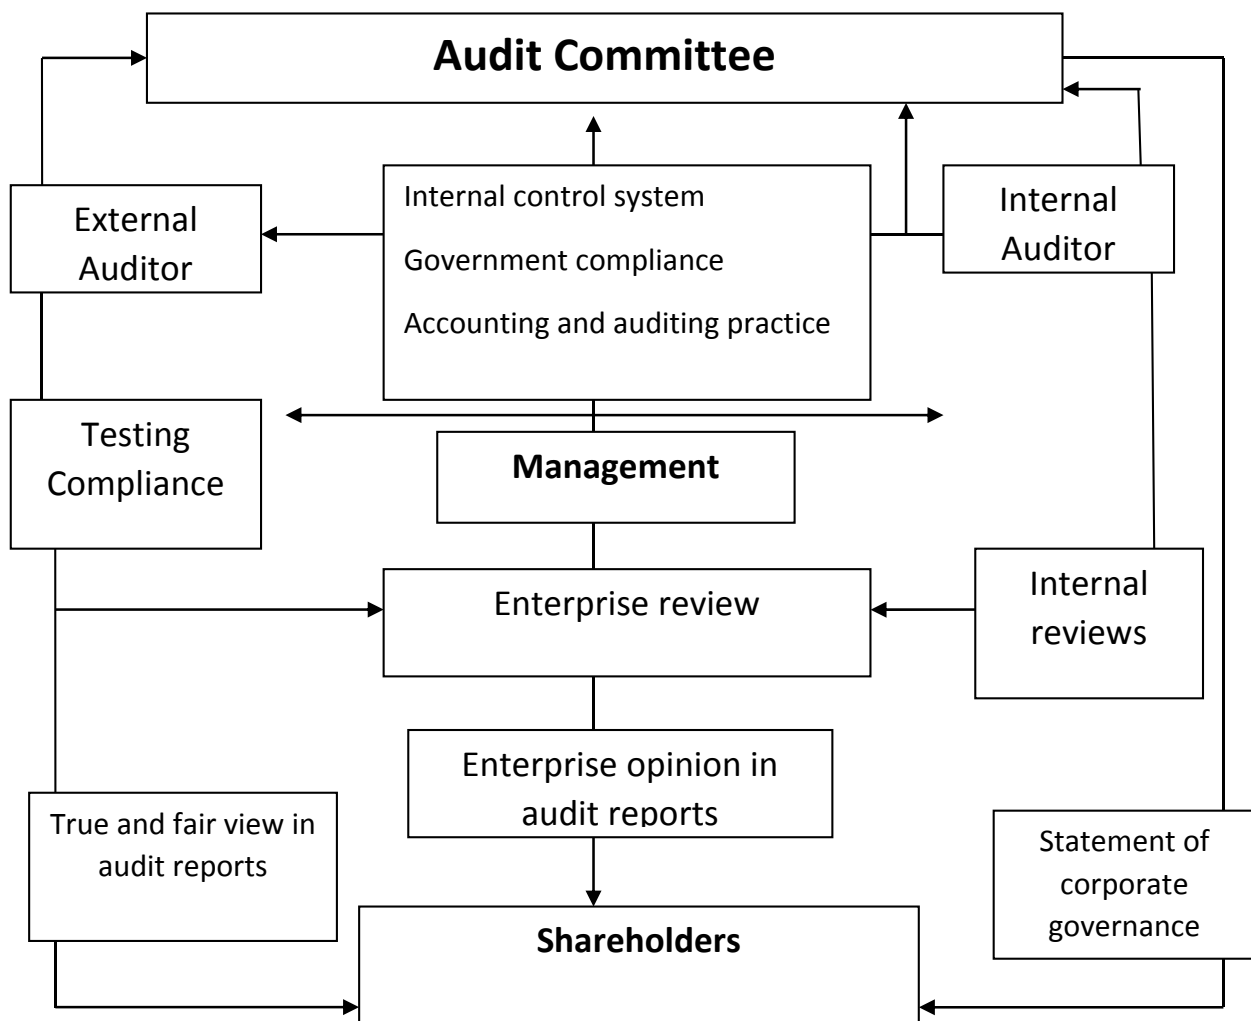 Audit Committee
External
Auditor
Internal control system
Government compliance
Accounting and auditing practice
Internal
Auditor
Testing
Compliance
Management
Enterprise review
Internal
reviews
Enterprise opinion in
audit reports
True and fair view in
audit reports
Statement of
corporate
governance
Shareholders